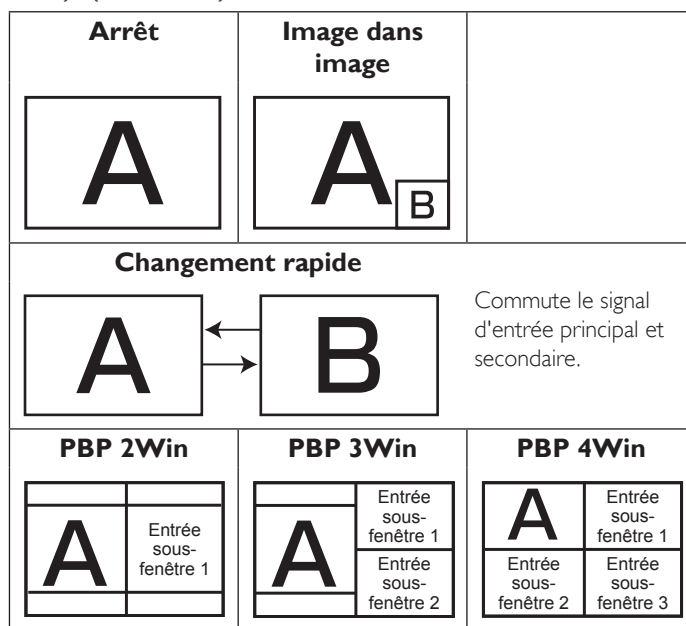 Arrêt
Image dans
image
A
A
B
Changement rapide
A
B
Commute le signal
d'entrée principal et
secondaire.
PBP 2Win
PBP 3Win
PBP 4Win
A
Entrée
sous-
fenêtre 1
A
Entrée
sous-
fenêtre 1
Entrée
sous-
fenêtre 2
A
Entrée
sous-
fenêtre 1
Entrée
sous-
fenêtre 2
Entrée
sous-
fenêtre 3